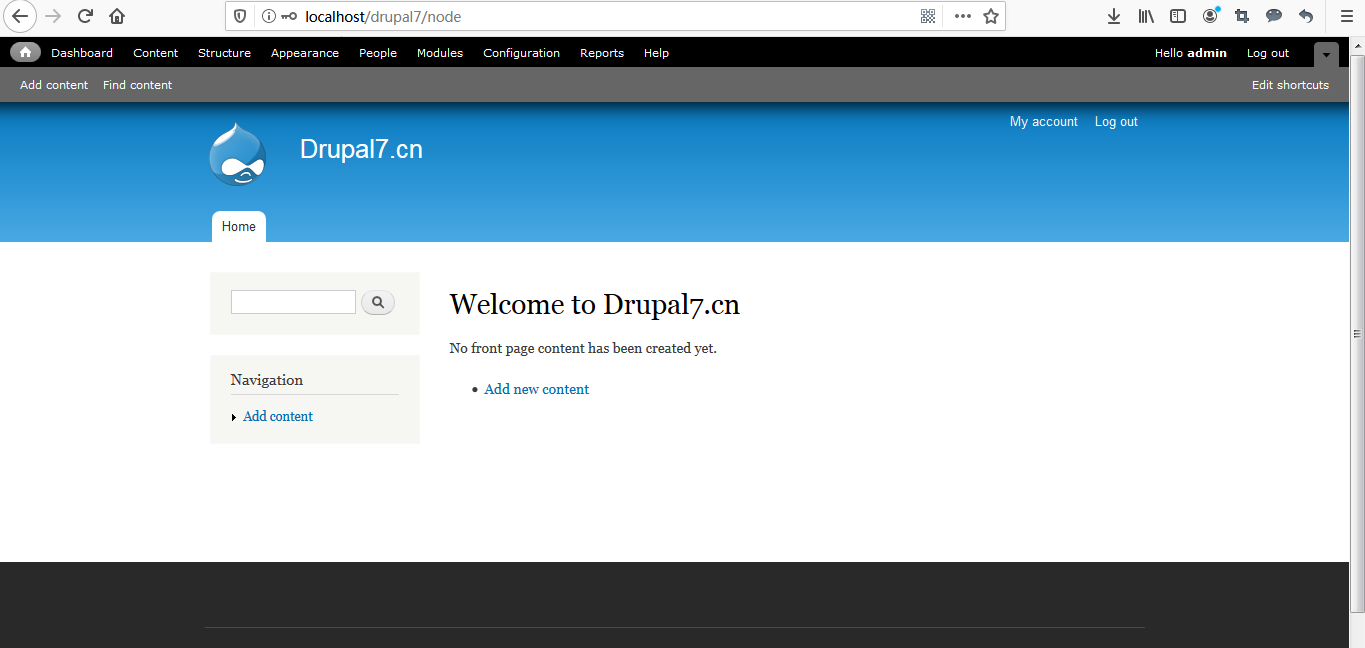 localhost/drupal7/node
Dashboard Content Structure Appearance People Modules Configuration Reports Help Hello admin Log out
Add content Find content Edit shortcuts
My account Log out
Drupal7.cn
Home
Welcome to Drupal7.cn
No front page content has been created yet.
Navigation
Add new content
Add content